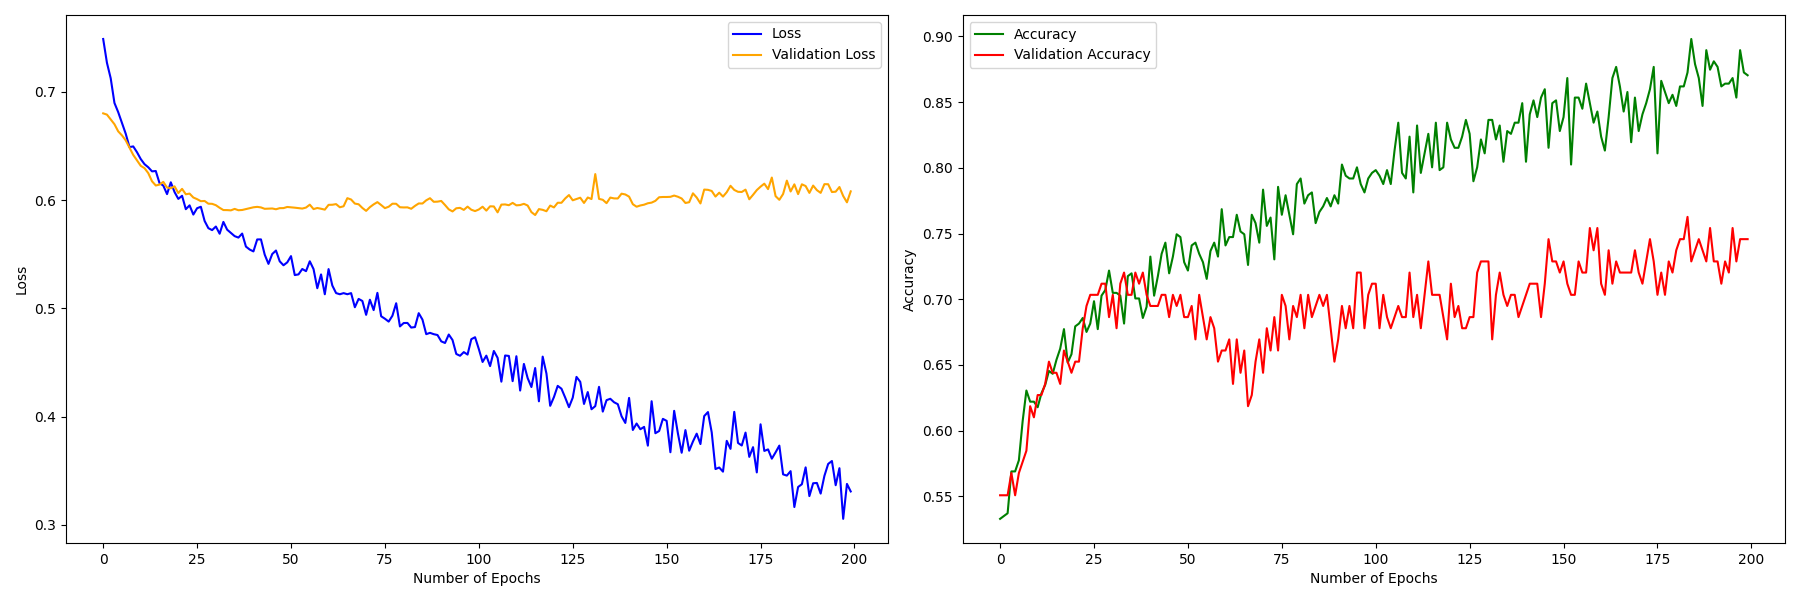 Loss
Validation Loss
0.7
0.6
0.5
0.4
0.3
Loss
0 25 50 75 100 125 150 175 200
Number of Epochs
Accuracy
Validation Accuracy
0.90
0.85
0.80
0.75
0.70
0.65
0.60
0.55
Accuracy
0 25 50 75 100 125 150 175 200
Number of Epochs